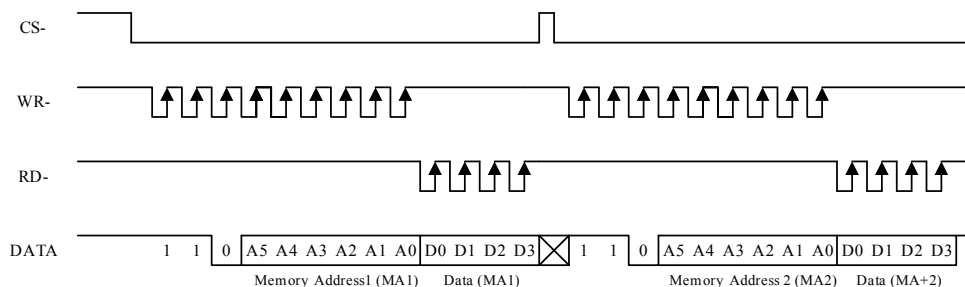 CS-
WR-
RD-
DATA 1 1 0 A5 A4 A3 A2 A1 A0 D0 D1 D2 D3 1 1 0 A5 A4 A3 A2 A1 A0 D0 D1 D2 D3
Memory Address1 (MA1) Data (MA1) Memory Address 2 (MA2) Data (MA+2)